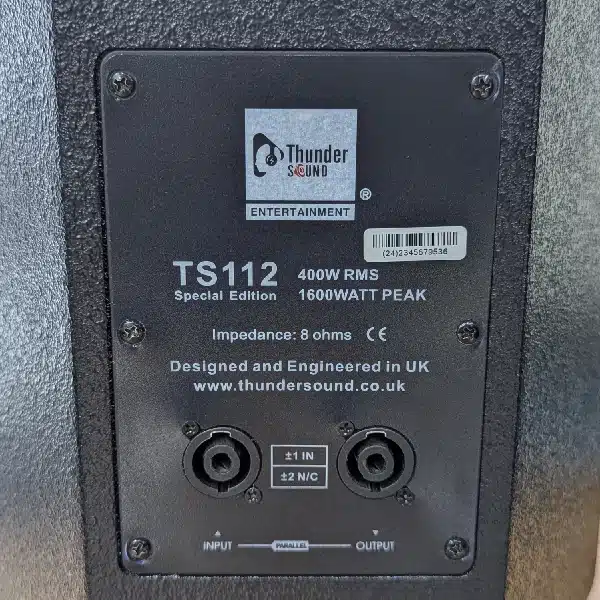 Thunder
SOUND
ENTERTAINMENT
®
(24)2345679536
TS112 400W RMS
Special Edition 1600WATT PEAK
Impedance: 8 ohms CE
Designed and Engineered in UK
www.thundersound.co.uk
±1 IN
±2 N/C
INPUT PARALLEL OUTPUT